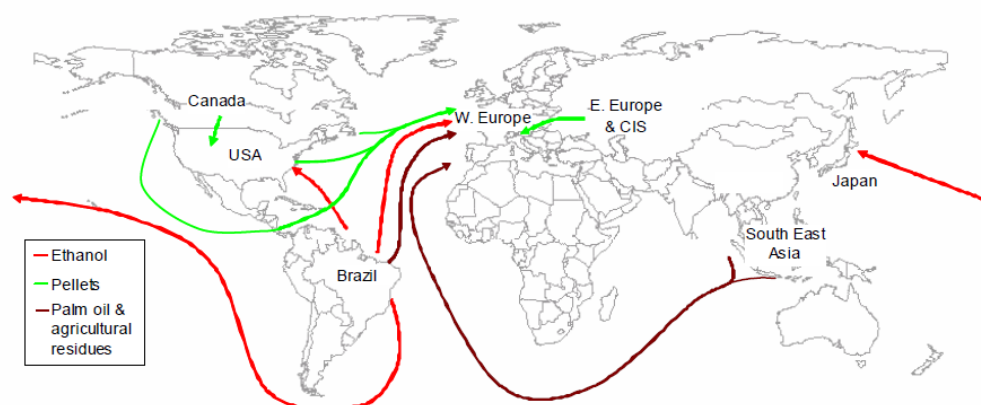 Canada
USA
W. Europe
E. Europe
& CIS
Japan
South East
Asia
Brazil
Ethanol
Pellets
Palm oil &
agricultural
residues